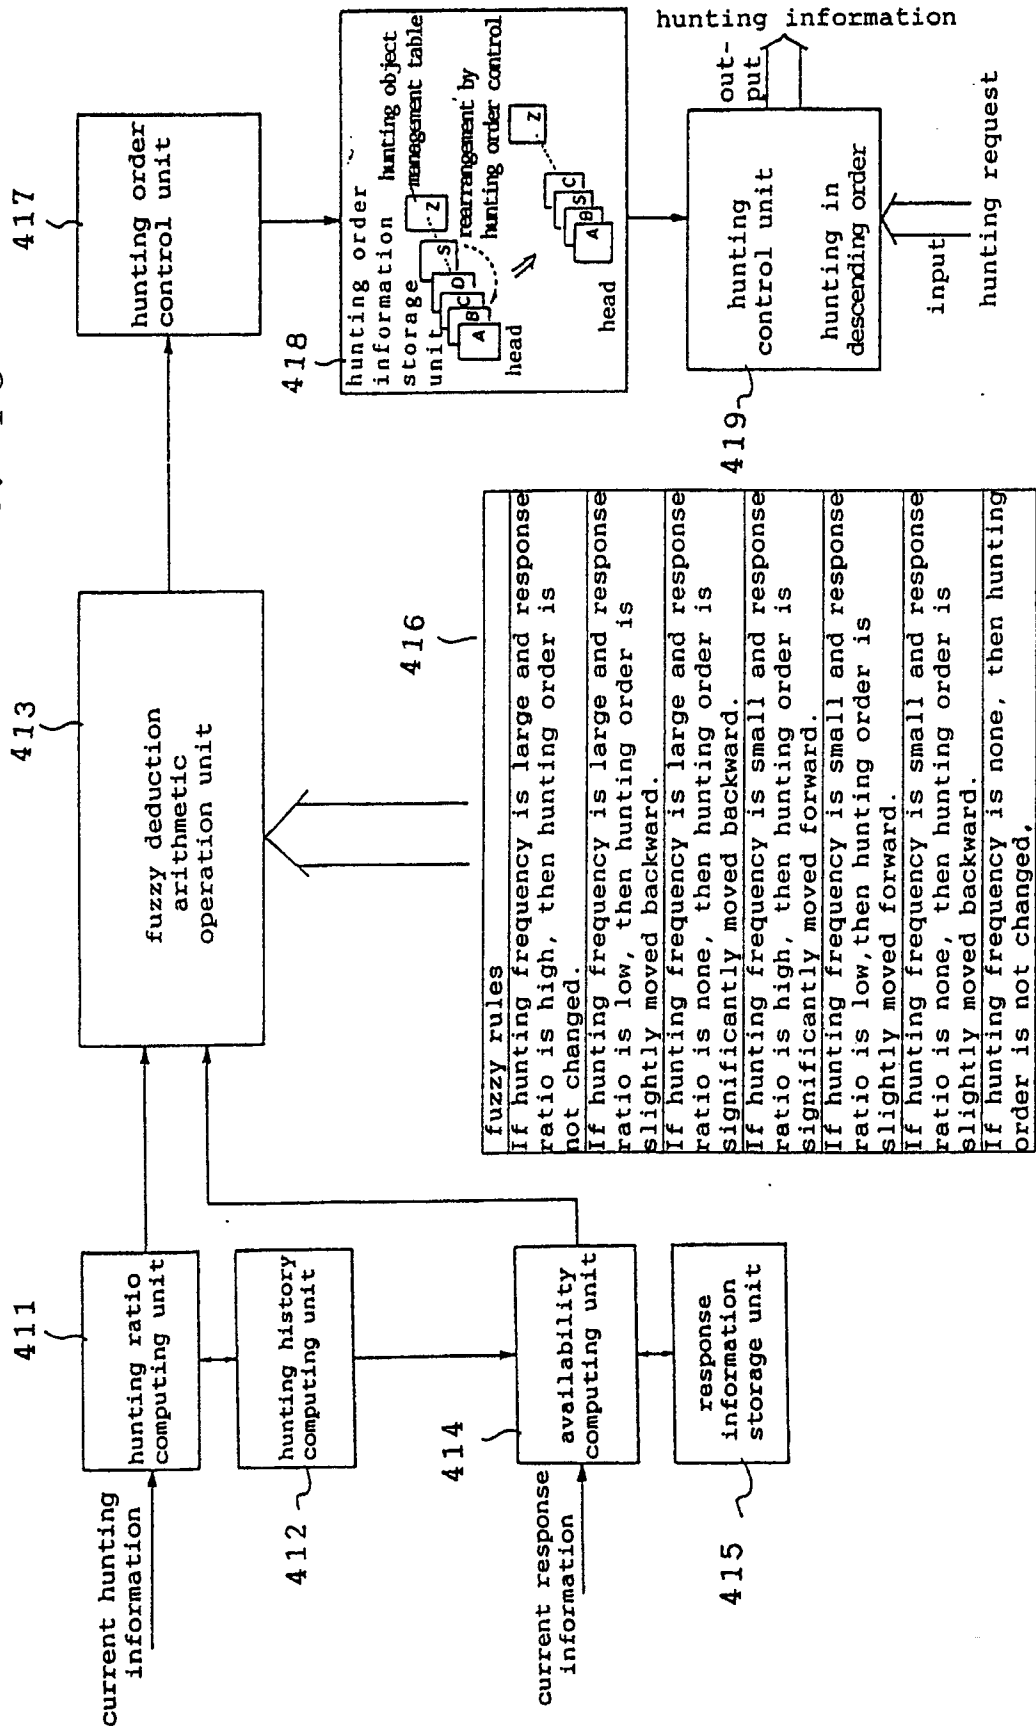 411
hunting ratio
computing unit
current hunting
information
hunting history
computing unit
412
414
availability
computing unit
current response
information
response
information
storage unit
415
413
fuzzy deduction
arithmetic
operation unit
416
fuzzy rules
If hunting frequency is large and response
ratio is high, then hunting order is
not changed.
If hunting frequency is large and response
ratio is low, then hunting order is
slightly moved backward.
If hunting frequency is large and response
ratio is none, then hunting order is
significantly moved backward.
If hunting frequency is small and response
ratio is high, then hunting order is
significantly moved forward.
If hunting frequency is small and response
ratio is low, then hunting order is
slightly moved forward.
If hunting frequency is small and response
ratio is none, then hunting order is
slightly moved backward.
If hunting frequency is none, then hunting
order is not changed.
417
hunting order
control unit
418
hunting order
information
storage
unit
hunting object
management table
A
B
C
D
S
Z
head
rearrangement by
hunting order control
A
B
S
C
Z
head
419
hunting
control unit
hunting in
descending order
out-
put
hunting information
input
hunting request